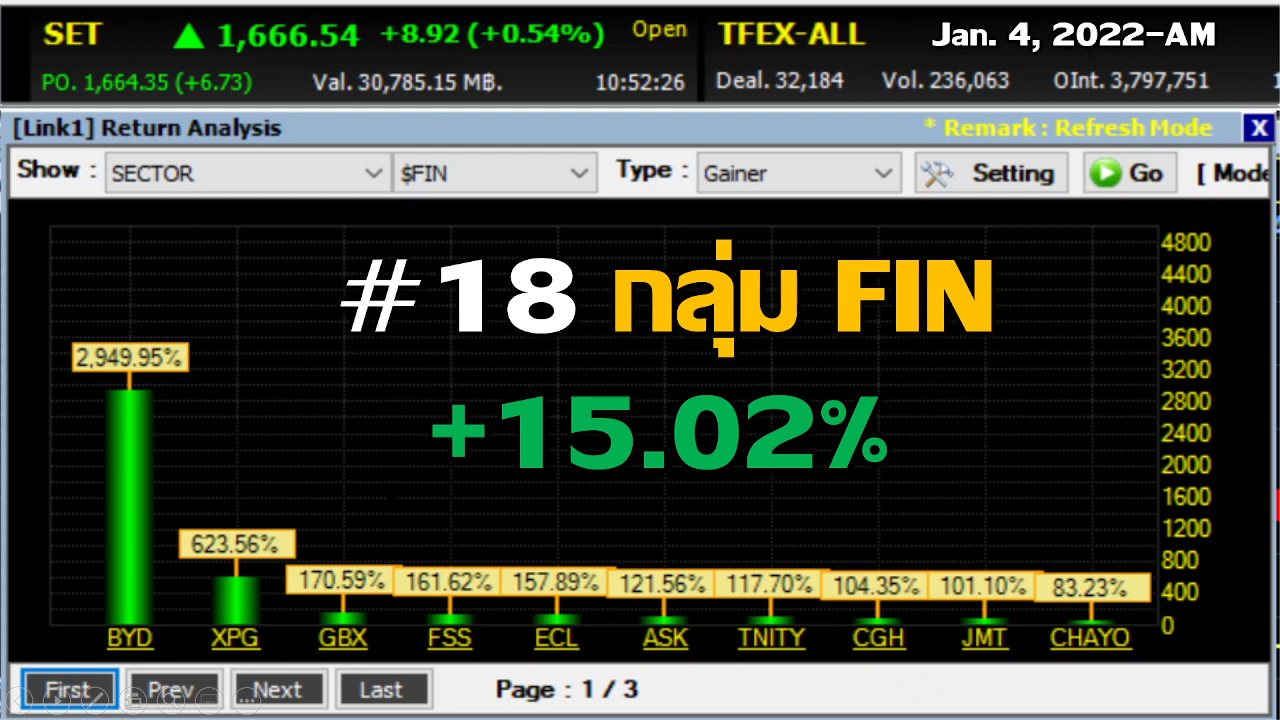 SET ▲ 1,666.54 +8.92 (+0.54%) Open TFEX-ALL Jan. 4, 2022-AM
PO. 1,664.35 (+6.73) Val. 30,785.15 M฿. 10:52:26 Deal. 32,184 Vol. 236,063 OInt. 3,797,751
[Link1] Return Analysis * Remark : Refresh Mode X
Show : SECTOR $FIN Type : Gainer Setting Go [ Mode
#18 กลุ่ม FIN
+15.02%
4800
4400
4000
3600
3200
2800
2400
2000
1600
1200
800
400
0
2,949.95%
623.56%
170.59% 161.62% 157.89% 121.56% 117.70% 104.35% 101.10% 83.23%
BYD XPG GBX FSS ECL ASK TNITY CGH JMT CHAYO
First Prev Next Last Page : 1 / 3